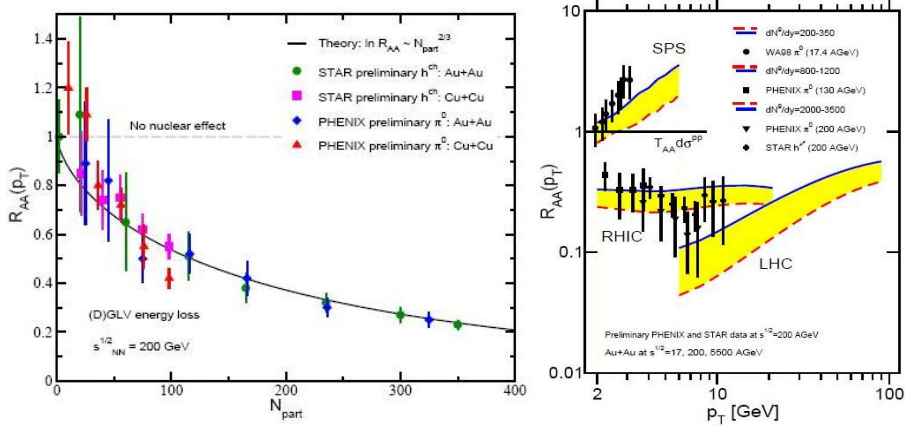 1.4
1.2
1
0.8
0.6
0.4
0.2
0
R_AA(p_T)
Theory: ln R_AA ~ N_part^2/3
STAR preliminary h^ch: Au+Au
STAR preliminary h^ch: Cu+Cu
PHENIX preliminary π^0: Au+Au
PHENIX preliminary π^0: Cu+Cu
No nuclear effect
(D)GLV energy loss
s^1/2_NN = 200 GeV
0 100 200 300 400
N_part
10
1
0.1
0.01
R_AA(p_T)
dN^g/dy=200-350
WA98 π^0 (17.4 AGeV)
dN^g/dy=800-1200
PHENIX π^0 (130 AGeV)
dN^g/dy=2000-3500
PHENIX π^0 (200 AGeV)
(200 AGeV)
SPS
T_AA dσ^pp
RHIC
LHC
Preliminary PHENIX and STAR data at s^1/2=200 AGeV
Au+Au at s^1/2=17, 200, 5500 AGeV
2 10 100
p_T [GeV]